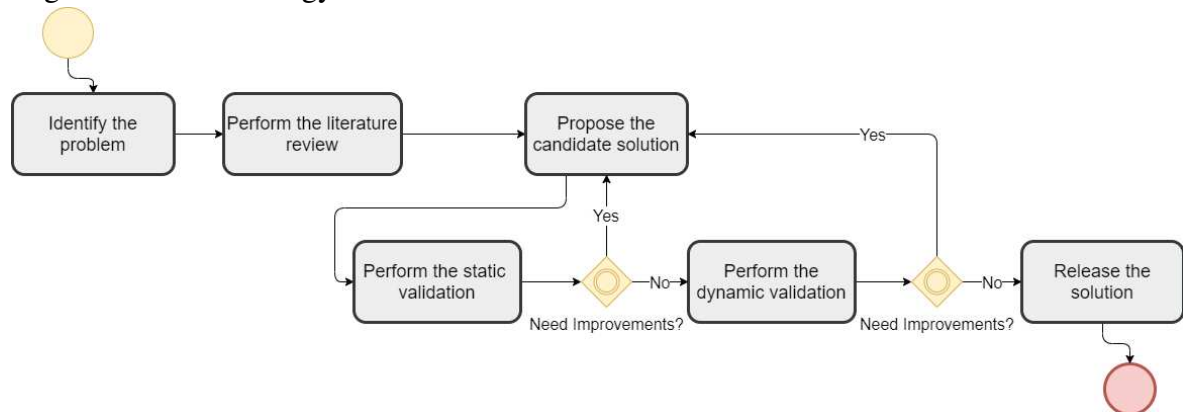 Identify the
problem
Perform the literature
review
Propose the
candidate solution
Yes
Yes
Perform the static
validation
No
Perform the
dynamic validation
No
Release the
solution
Need Improvements?
Need Improvements?